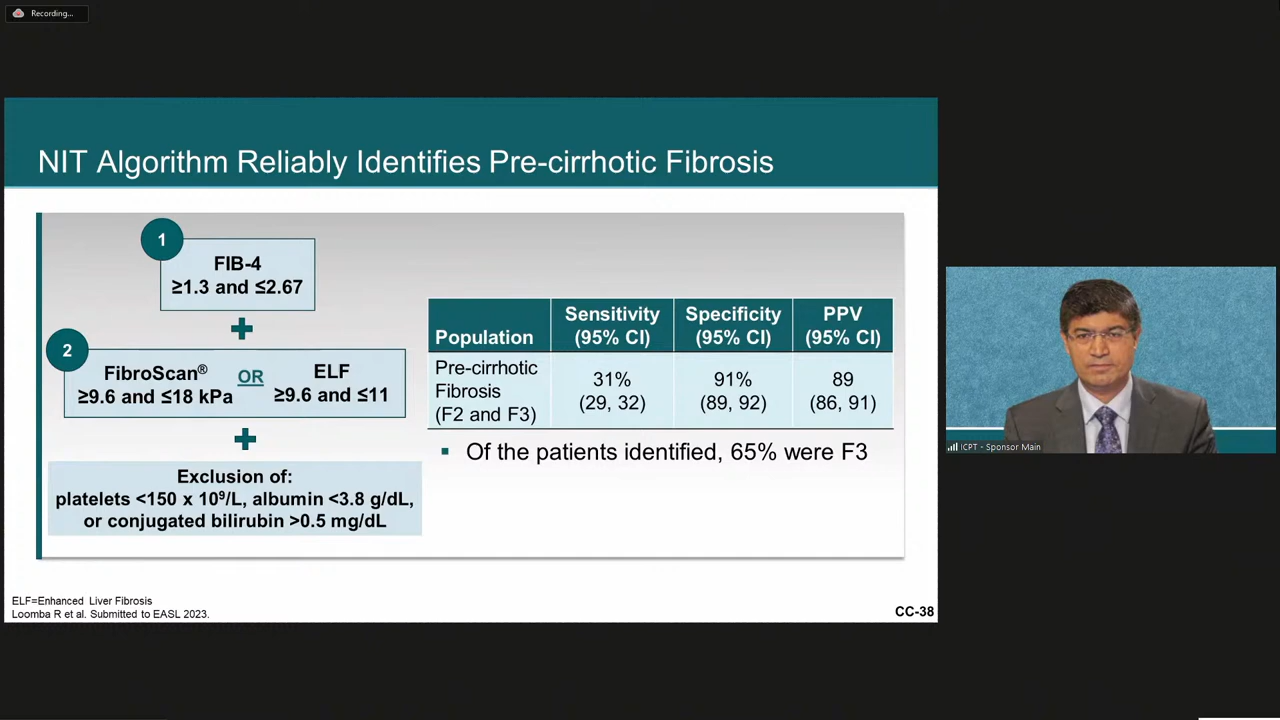 Recording...
NIT Algorithm Reliably Identifies Pre-cirrhotic Fibrosis
1
FIB-4
≥1.3 and ≤2.67
2
FibroScan®
≥9.6 and ≤18 kPa
OR
ELF
≥9.6 and ≤11
Exclusion of:
platelets <150 x 10⁹/L, albumin <3.8 g/dL,
or conjugated bilirubin >0.5 mg/dL
Population
Sensitivity
(95% CI)
Specificity
(95% CI)
PPV
(95% CI)
Pre-cirrhotic
Fibrosis
(F2 and F3)
31%
(29, 32)
91%
(89, 92)
89
(86, 91)
▪ Of the patients identified, 65% were F3
ELF=Enhanced Liver Fibrosis
Loomba R et al. Submitted to EASL 2023.
CC-38
ICPT - Sponsor Main